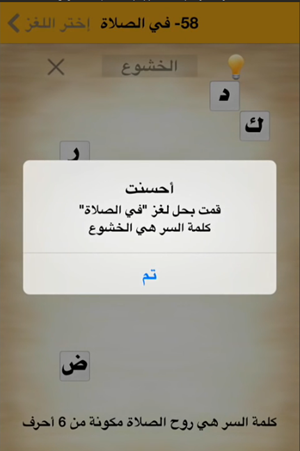 إختر اللغز
58- في الصلاة
الخشوع
د
ك
ر
أحسنت
قمت بحل لغز "في الصلاة"
كلمة السر هي الخشوع
تم
ض
كلمة السر هي روح الصلاة مكونة من 6 أحرف